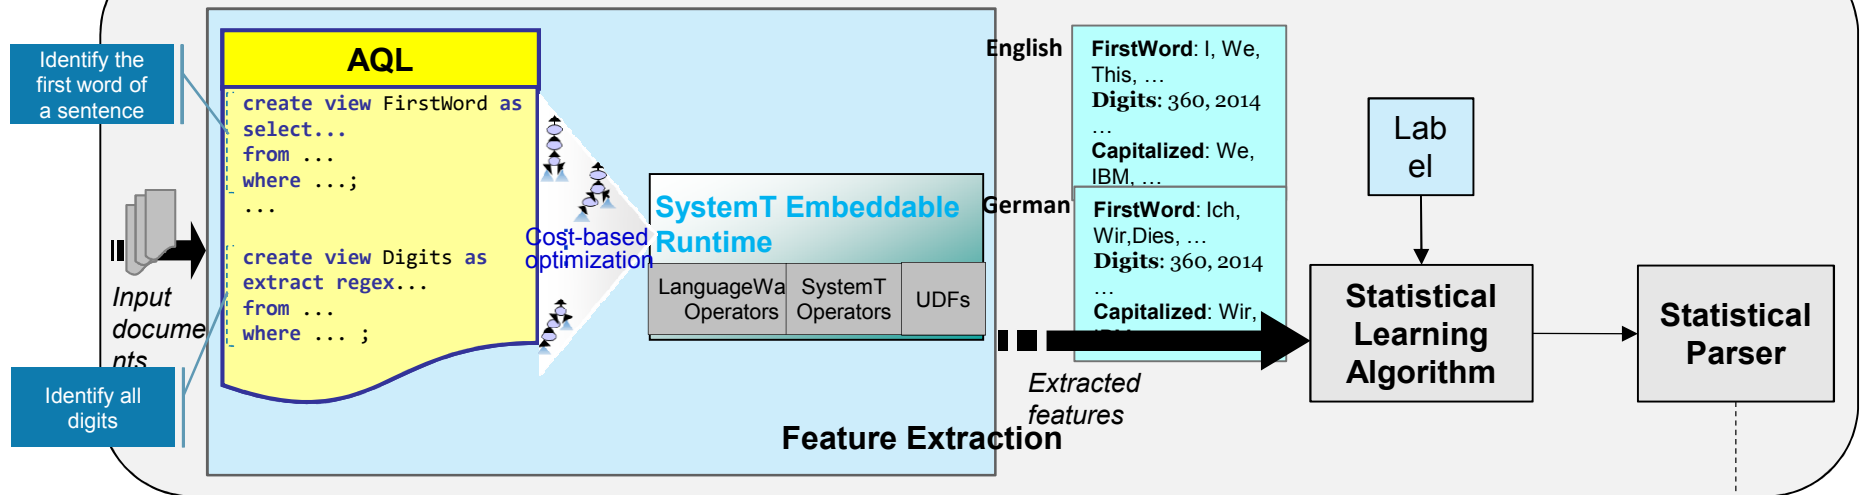 Identify the
first word of
a sentence
AQL
create view FirstWord as
select...
from ...
where ...;
...
create view Digits as
extract regex...
from ...
where ... ;
Input
docume
nts
Identify all
digits
Cost-based
optimization
SystemT Embeddable
Runtime
LanguageWa
Operators
SystemT
Operators
UDFs
Feature Extraction
English
FirstWord: I, We,
This, …
Digits: 360, 2014
…
Capitalized: We,
IBM, …
German
FirstWord: Ich,
Wir,Dies, …
Digits: 360, 2014
…
Capitalized: Wir,
Extracted
features
Lab
el
Statistical
Learning
Algorithm
Statistical
Parser